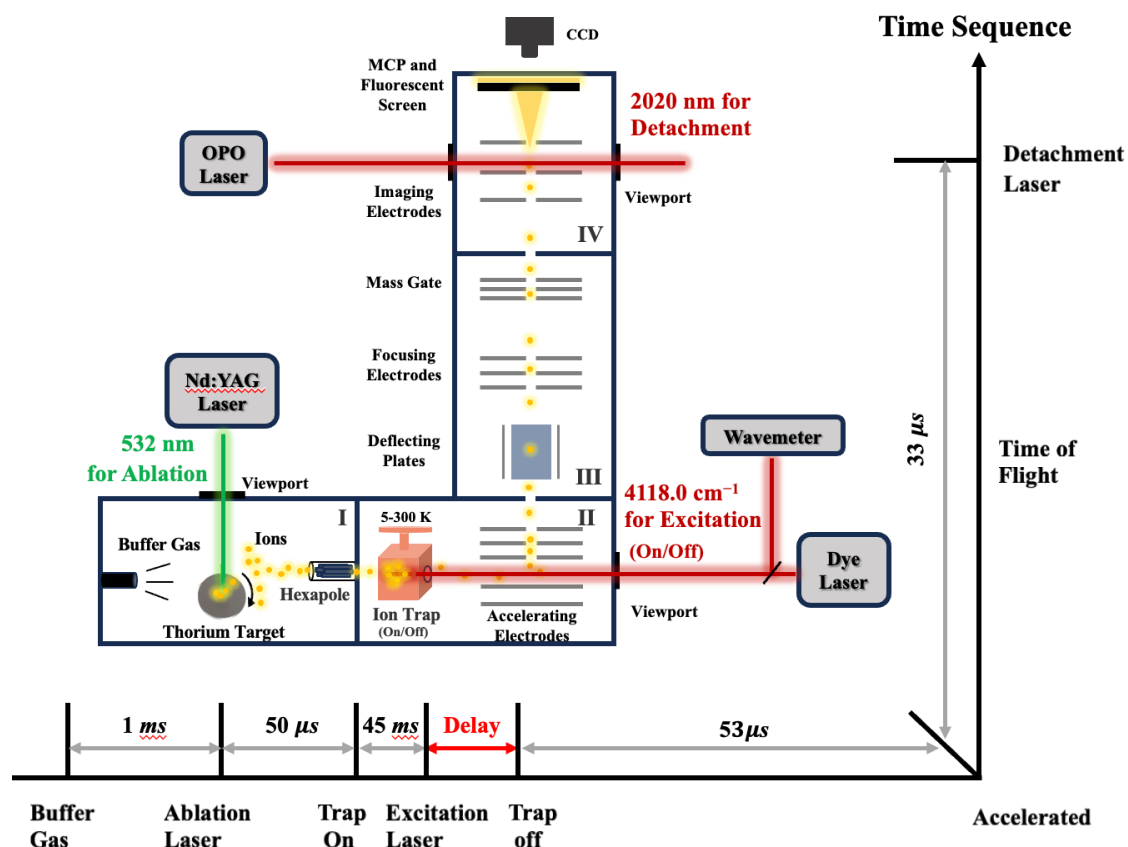 CCD
Time Sequence
MCP and
Fluorescent
Screen
2020 nm for
Detachment
OPO
Laser
Detachment
Laser
Imaging
Electrodes
Viewport
IV
Mass Gate
Focusing
Electrodes
Nd:YAG
Laser
532 nm
for Ablation
Viewport
Deflecting
Plates
III
Wavemeter
33 μs
Time of
Flight
I
5-300 K
II
4118.0 cm⁻¹
for Excitation
(On/Off)
Buffer Gas
Ions
Hexapole
Dye
Laser
Thorium Target
Ion Trap
(On/Off)
Accelerating
Electrodes
Viewport
1 ms
50 μs
45 ms
Delay
53μs
Buffer
Gas
Ablation
Laser
Trap
On
Excitation
Laser
Trap
off
Accelerated